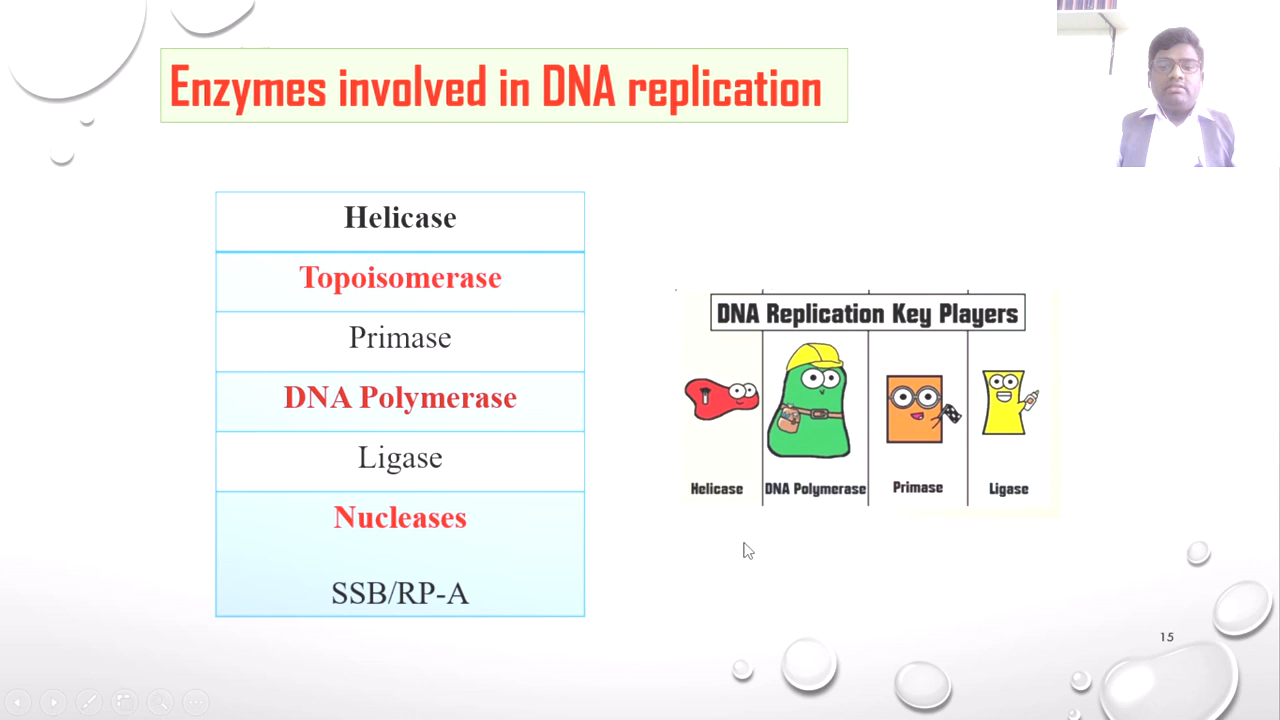 Enzymes involved in DNA replication
Helicase
Topoisomerase
Primase
DNA Polymerase
Ligase
Nucleases
SSB/RP-A
DNA Replication Key Players
Helicase
DNA Polymerase
Primase
Ligase
15